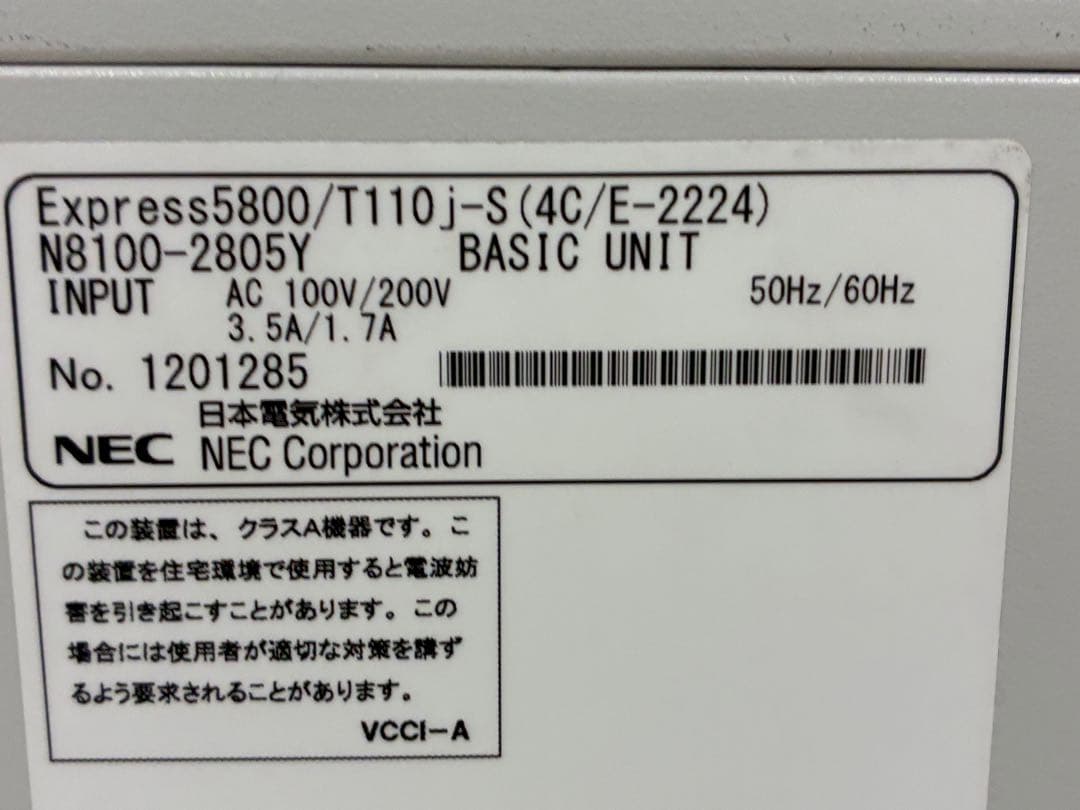 Express5800/T110j-S(4C/E-2224)
N8100-2805Y BASIC UNIT
INPUT AC 100V/200V 50Hz/60Hz
3.5A/1.7A
No. 1201285
日本電気株式会社
NEC NEC Corporation
この装置は、クラスA機器です。こ
の装置を住宅環境で使用すると電波妨
害を引き起こすことがあります。この
場合には使用者が適切な対策を講ず
るよう要求されることがあります。
VCCI-A